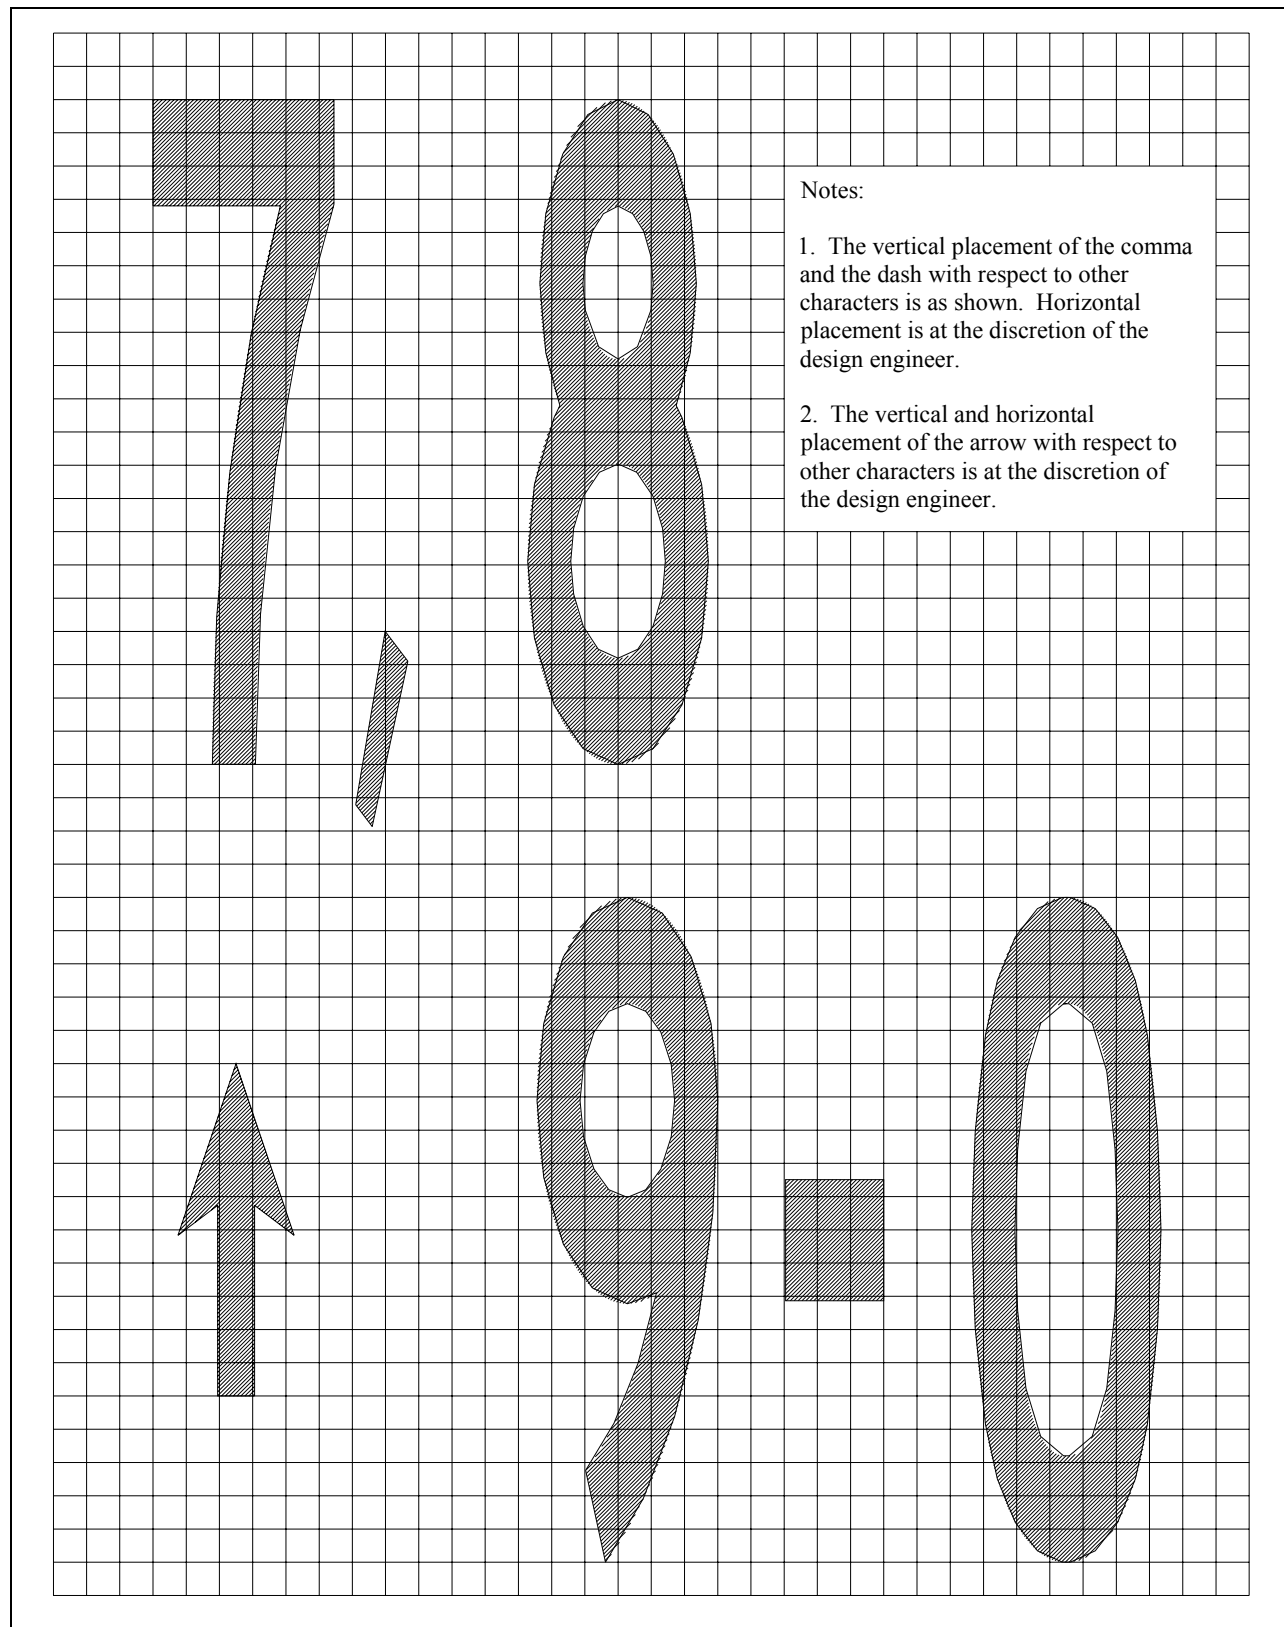 7,
8
Notes:
1. The vertical placement of the comma
and the dash with respect to other
characters is as shown. Horizontal
placement is at the discretion of the
design engineer.
2. The vertical and horizontal
placement of the arrow with respect to
other characters is at the discretion of
the design engineer.
↑
9-0